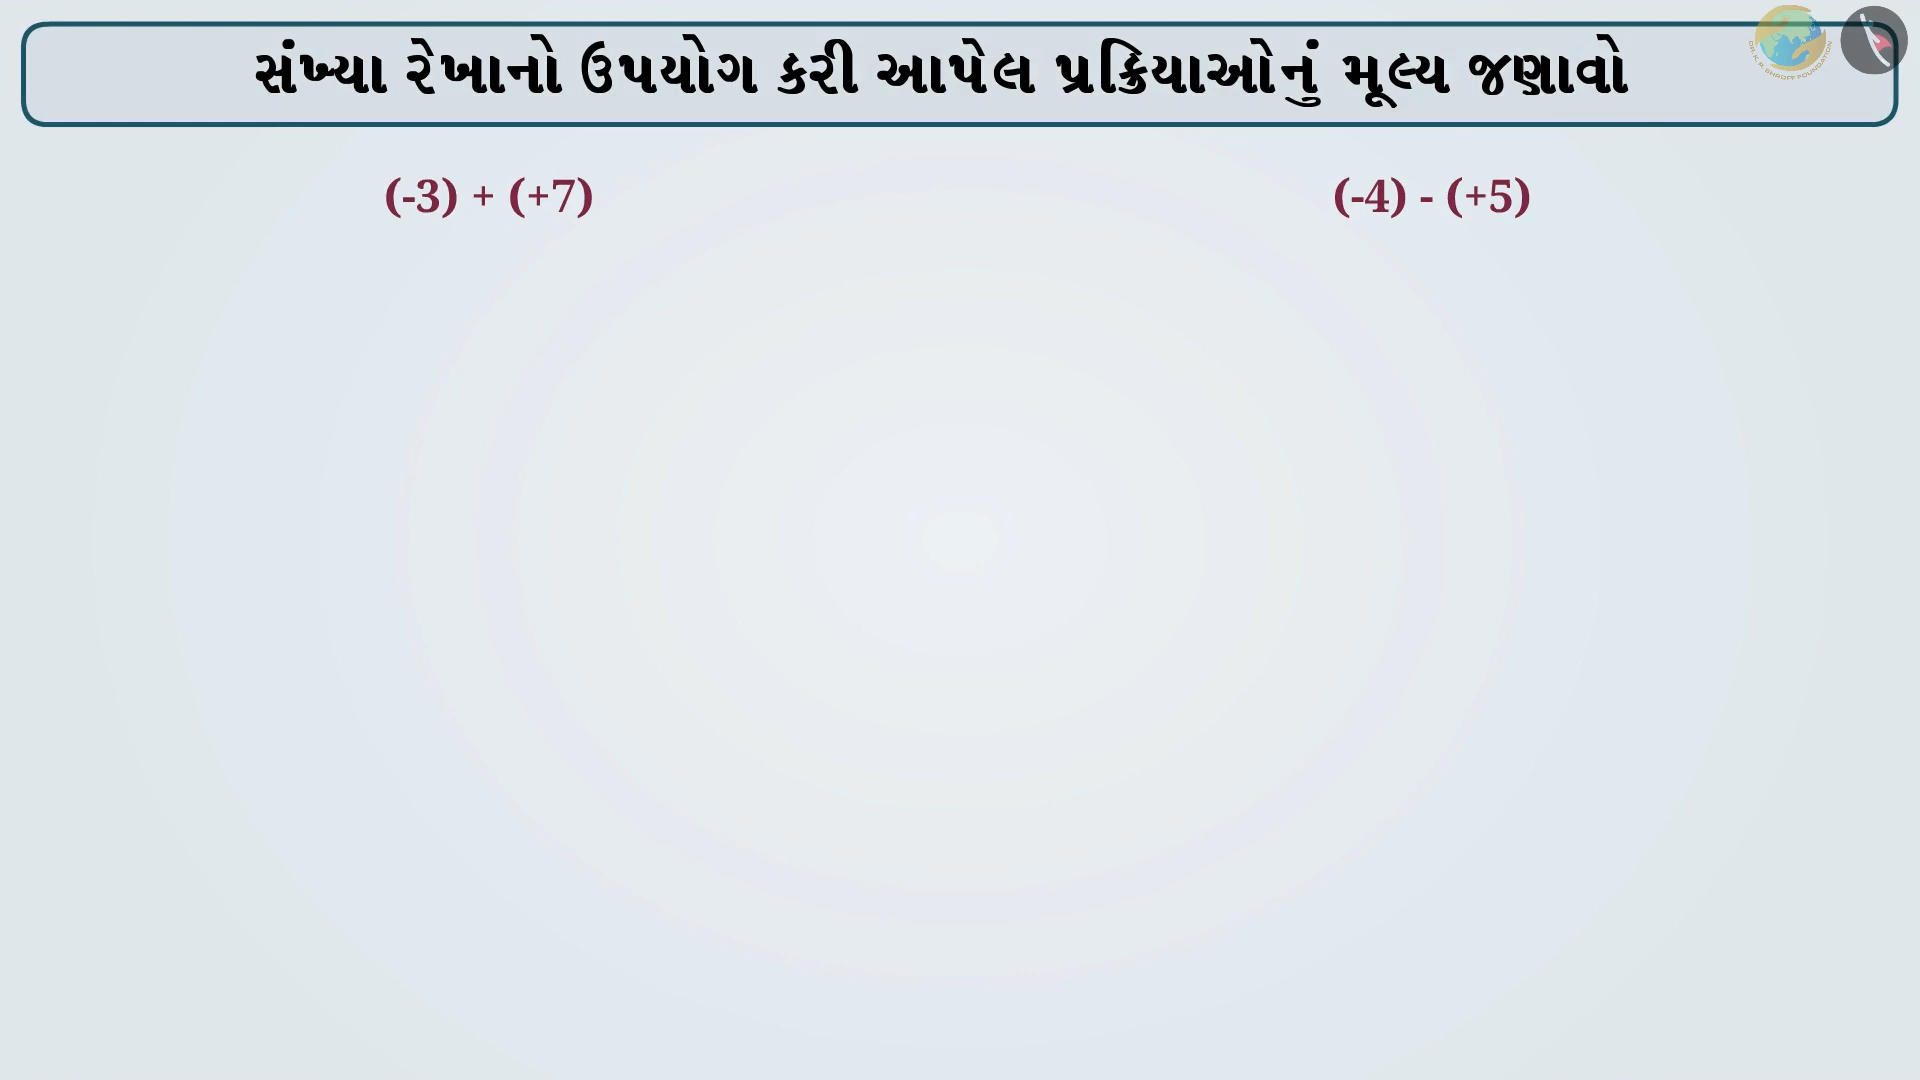 સંખ્યા રેખાનો ઉપયોગ કરી આપેલ પ્રક્રિયાઓનું મૂલ્ય જણાવો
(-3) + (+7)
(-4) - (+5)